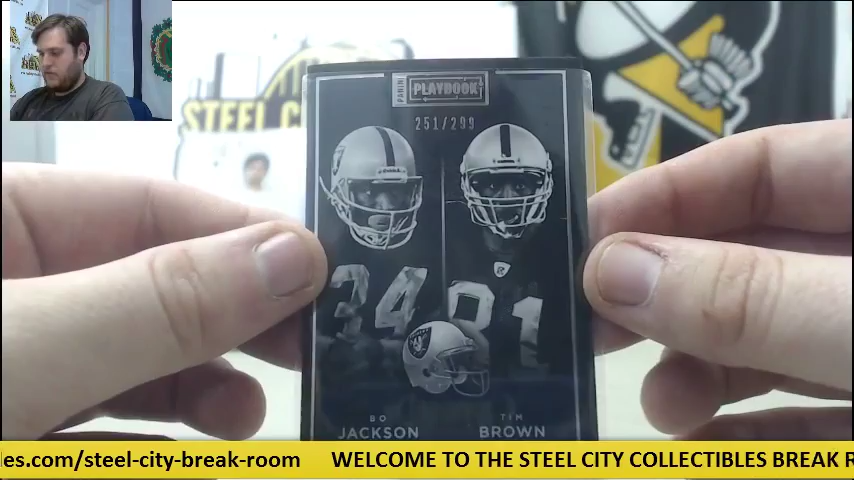 STEEL CITY
PANINI
PLAYBOOK
251/299
34
81
BO
JACKSON
TIM
BROWN
les.com/steel-city-break-room WELCOME TO THE STEEL CITY COLLECTIBLES BREAK R